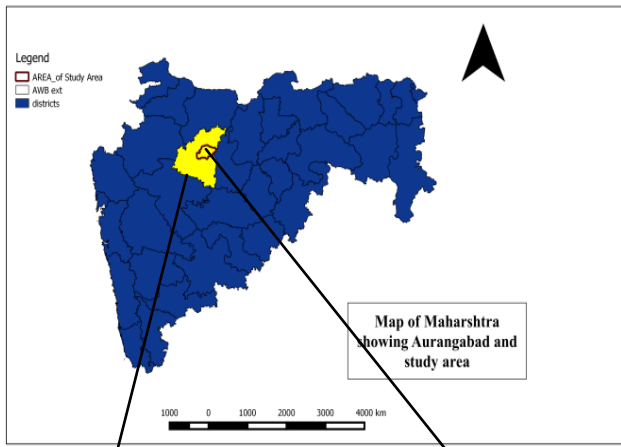 Legend
AREA_of Study Area
AWB ext
districts
Map of Maharshtra
showing Aurangabad and
study area
1000 0 1000 2000 3000 4000 km